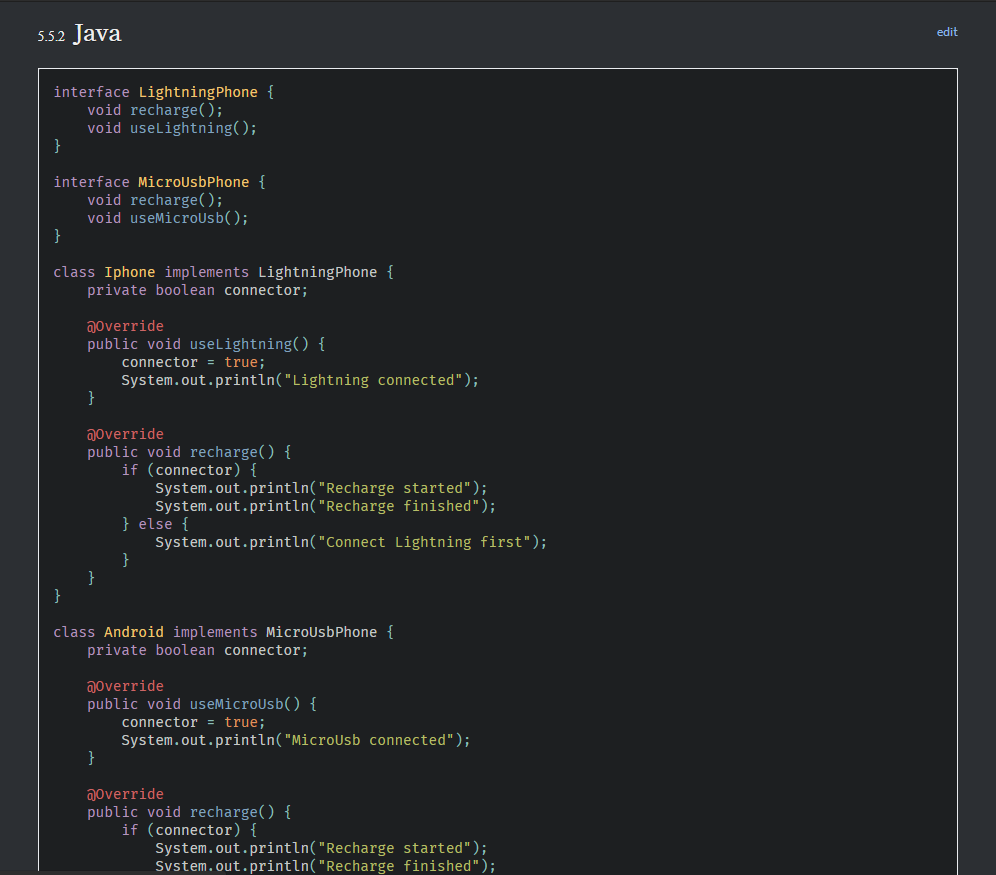 5.5.2 Java
edit
interface LightningPhone {
    void recharge();
    void useLightning();
}

interface MicroUsbPhone {
    void recharge();
    void useMicroUsb();
}

class Iphone implements LightningPhone {
    private boolean connector;

    @Override
    public void useLightning() {
        connector = true;
        System.out.println("Lightning connected");
    }

    @Override
    public void recharge() {
        if (connector) {
            System.out.println("Recharge started");
            System.out.println("Recharge finished");
        } else {
            System.out.println("Connect Lightning first");
        }
    }
}

class Android implements MicroUsbPhone {
    private boolean connector;

    @Override
    public void useMicroUsb() {
        connector = true;
        System.out.println("MicroUsb connected");
    }

    @Override
    public void recharge() {
        if (connector) {
            System.out.println("Recharge started");
            System.out.println("Recharge finished");